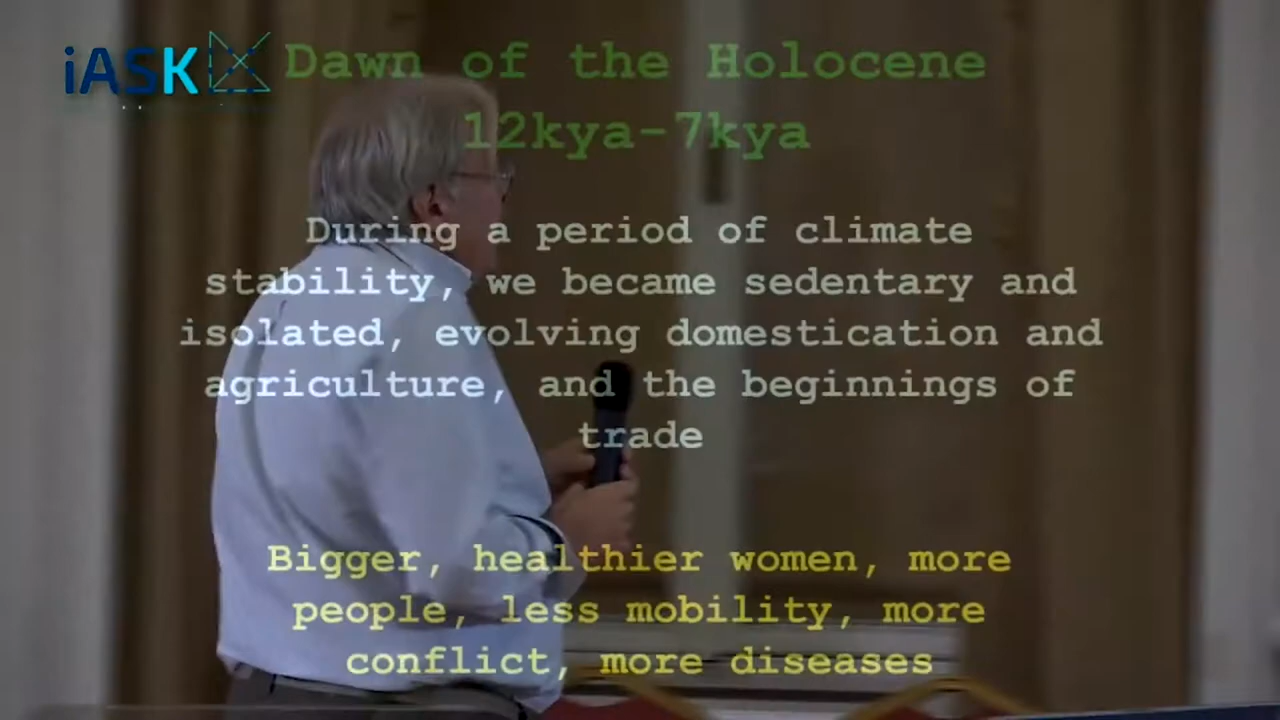 iASK
Dawn of the Holocene
12kya-7kya
During a period of climate
stability, we became sedentary and
isolated, evolving domestication and
agriculture, and the beginnings of
trade
Bigger, healthier women, more
people, less mobility, more
conflict, more diseases